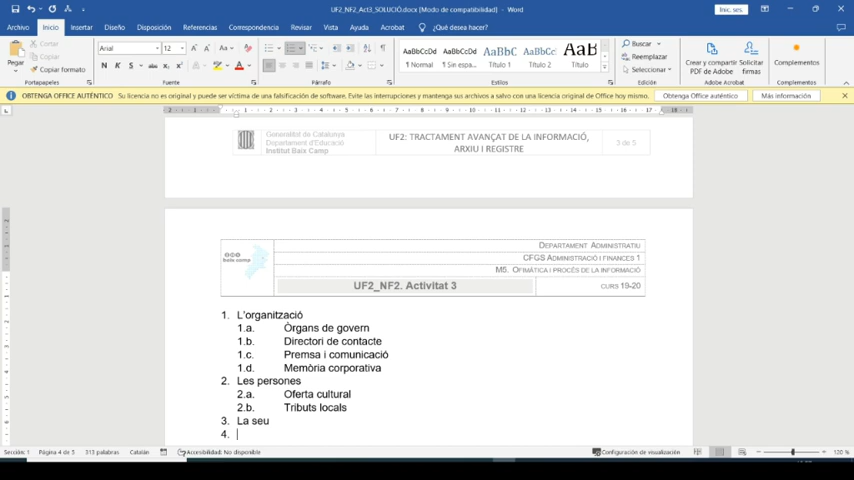 UF2_NF2_Act3_SOLUCIÓ.docx [Modo de compatibilidad] - Word
Inic. ses.
Archivo Inicio Insertar Diseño Disposición Referencias Correspondencia Revisar Vista Ayuda Acrobat ¿Qué desea hacer?
Pegar
Cortar
Copiar
Copiar formato
Portapapeles
Arial 12
N K S
Fuente
Párrafo
AaBbCcDd AaBbCcDd AaBbC AaBbCc AaB
¶ Normal ¶ Sin espa... Título 1 Título 2 Título
Estilos
Buscar
Reemplazar
Seleccionar
Edición
Crear y compartir PDF de Adobe
Solicitar firmas
Adobe Acrobat
Complementos
Complementos
OBTENGA OFFICE AUTÉNTICO Su licencia no es original y puede ser víctima de una falsificación de software. Evite las interrupciones y mantenga sus archivos a salvo con una licencia original de Office hoy mismo. Obtenga Office auténtico Más información
Generalitat de Catalunya
Departament d'Educació
Institut Baix Camp
UF2: TRACTAMENT AVANÇAT DE LA INFORMACIÓ,
ARXIU I REGISTRE
3 de 5
baix camp
DEPARTAMENT ADMINISTRATIU
CFGS ADMINISTRACIÓ I FINANCES 1
M5. OFIMÀTICA I PROCÉS DE LA INFORMACIÓ
UF2_NF2. Activitat 3
CURS 19-20
1. L'organització
1.a. Òrgans de govern
1.b. Directori de contacte
1.c. Premsa i comunicació
1.d. Memòria corporativa
2. Les persones
2.a. Oferta cultural
2.b. Tributs locals
3. La seu
4.
Sección: 1 Página 4 de 5 313 palabras Catalán Accesibilidad: No disponible Configuración de visualización 120 %